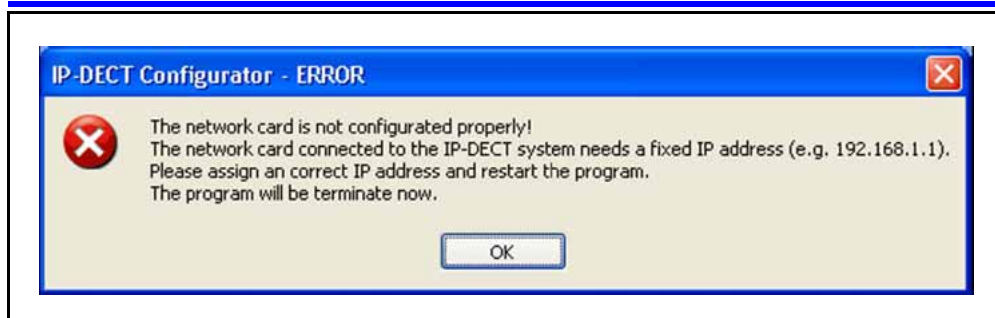 IP-DECT Configurator - ERROR
The network card is not configurated properly!
The network card connected to the IP-DECT system needs a fixed IP address (e.g. 192.168.1.1).
Please assign an correct IP address and restart the program.
The program will be terminate now.
OK